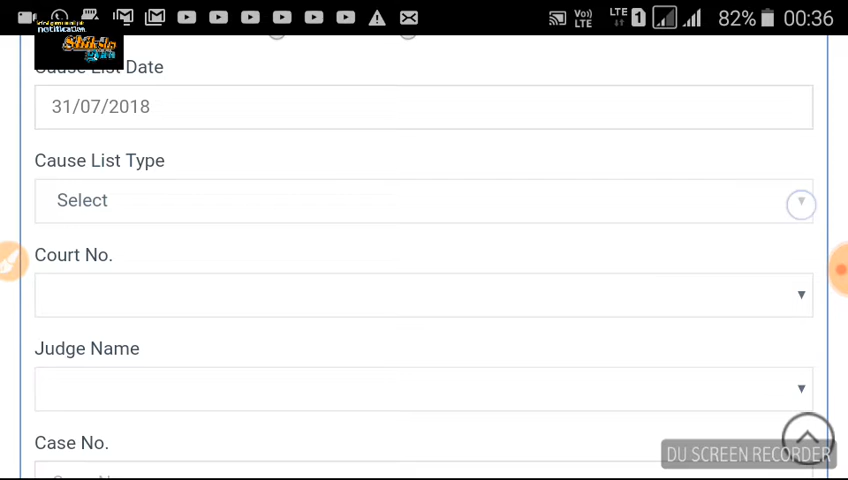 Vo)
LTE
LTE
1
82%
00:36
notification
Cause List Date
31/07/2018
Cause List Type
Select
Court No.
Judge Name
Case No.
DU SCREEN RECORDER